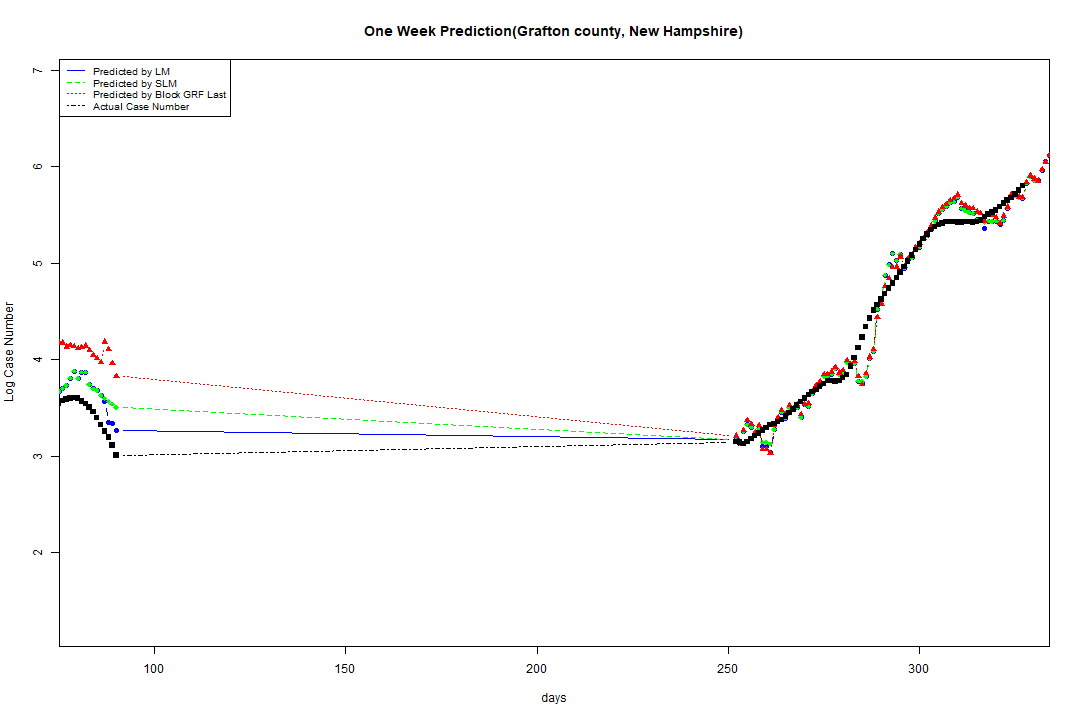 One Week Prediction(Grafton county, New Hampshire)
Predicted by LM
Predicted by SLM
Predicted by Block GRF Last
Actual Case Number
7
6
5
4
3
2
Log Case Number
100 150 200 250 300
days